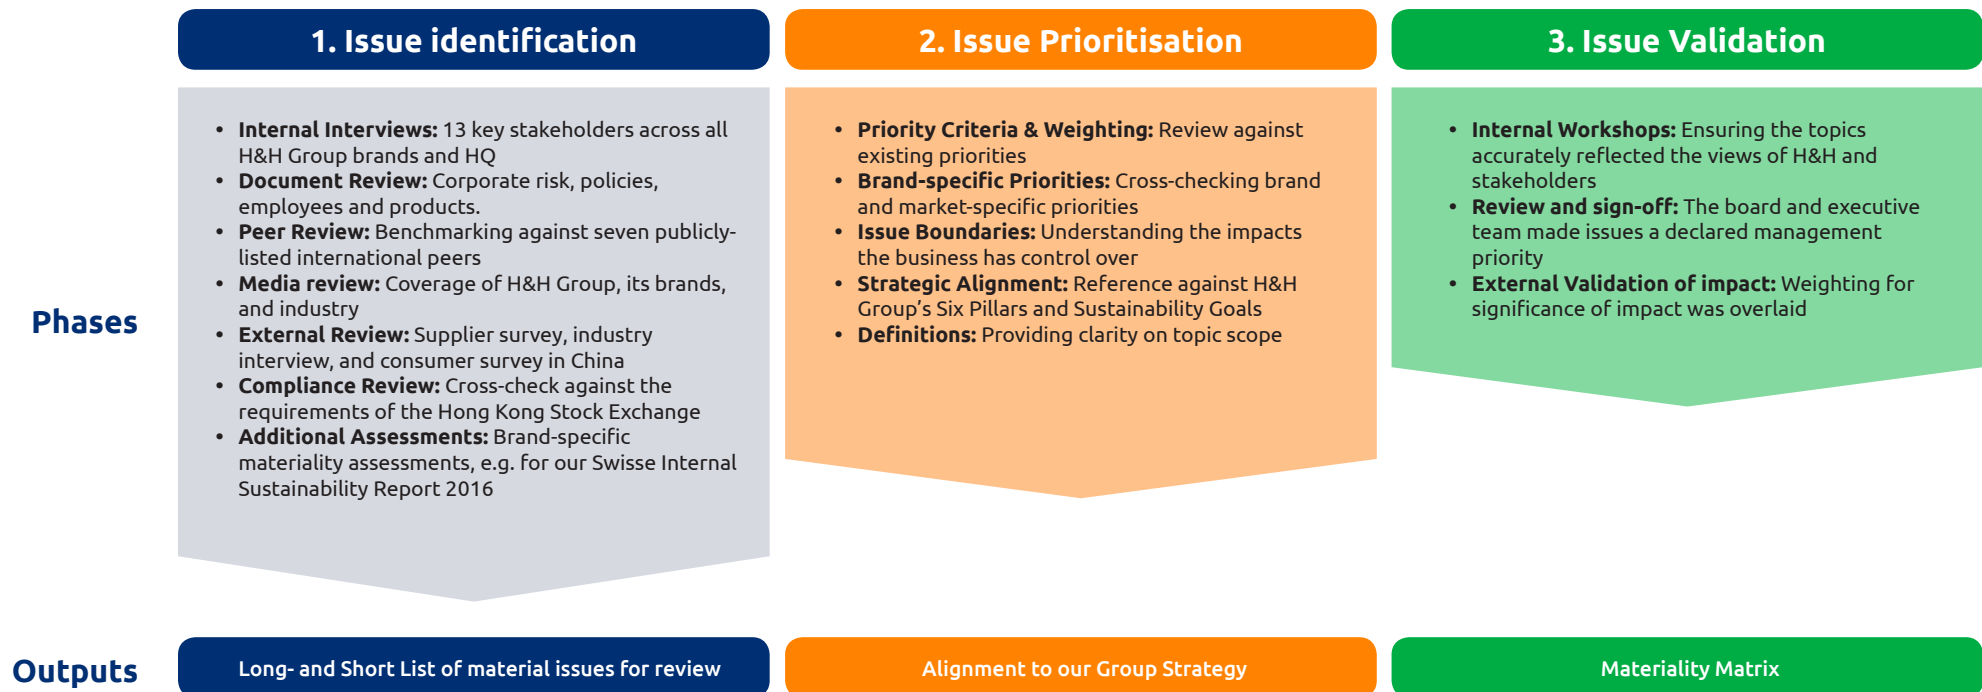 1. Issue identification
2. Issue Prioritisation
3. Issue Validation
Phases
• Internal Interviews: 13 key stakeholders across all
H&H Group brands and HQ
• Document Review: Corporate risk, policies,
employees and products.
• Peer Review: Benchmarking against seven publicly-
listed international peers
• Media review: Coverage of H&H Group, its brands,
and industry
• External Review: Supplier survey, industry
interview, and consumer survey in China
• Compliance Review: Cross-check against the
requirements of the Hong Kong Stock Exchange
• Additional Assessments: Brand-specific
materiality assessments, e.g. for our Swisse Internal
Sustainability Report 2016
• Priority Criteria & Weighting: Review against
existing priorities
• Brand-specific Priorities: Cross-checking brand
and market-specific priorities
• Issue Boundaries: Understanding the impacts
the business has control over
• Strategic Alignment: Reference against H&H
Group's Six Pillars and Sustainability Goals
• Definitions: Providing clarity on topic scope
• Internal Workshops: Ensuring the topics
accurately reflected the views of H&H and
stakeholders
• Review and sign-off: The board and executive
team made issues a declared management
priority
• External Validation of impact: Weighting for
significance of impact was overlaid
Outputs
Long- and Short List of material issues for review
Alignment to our Group Strategy
Materiality Matrix